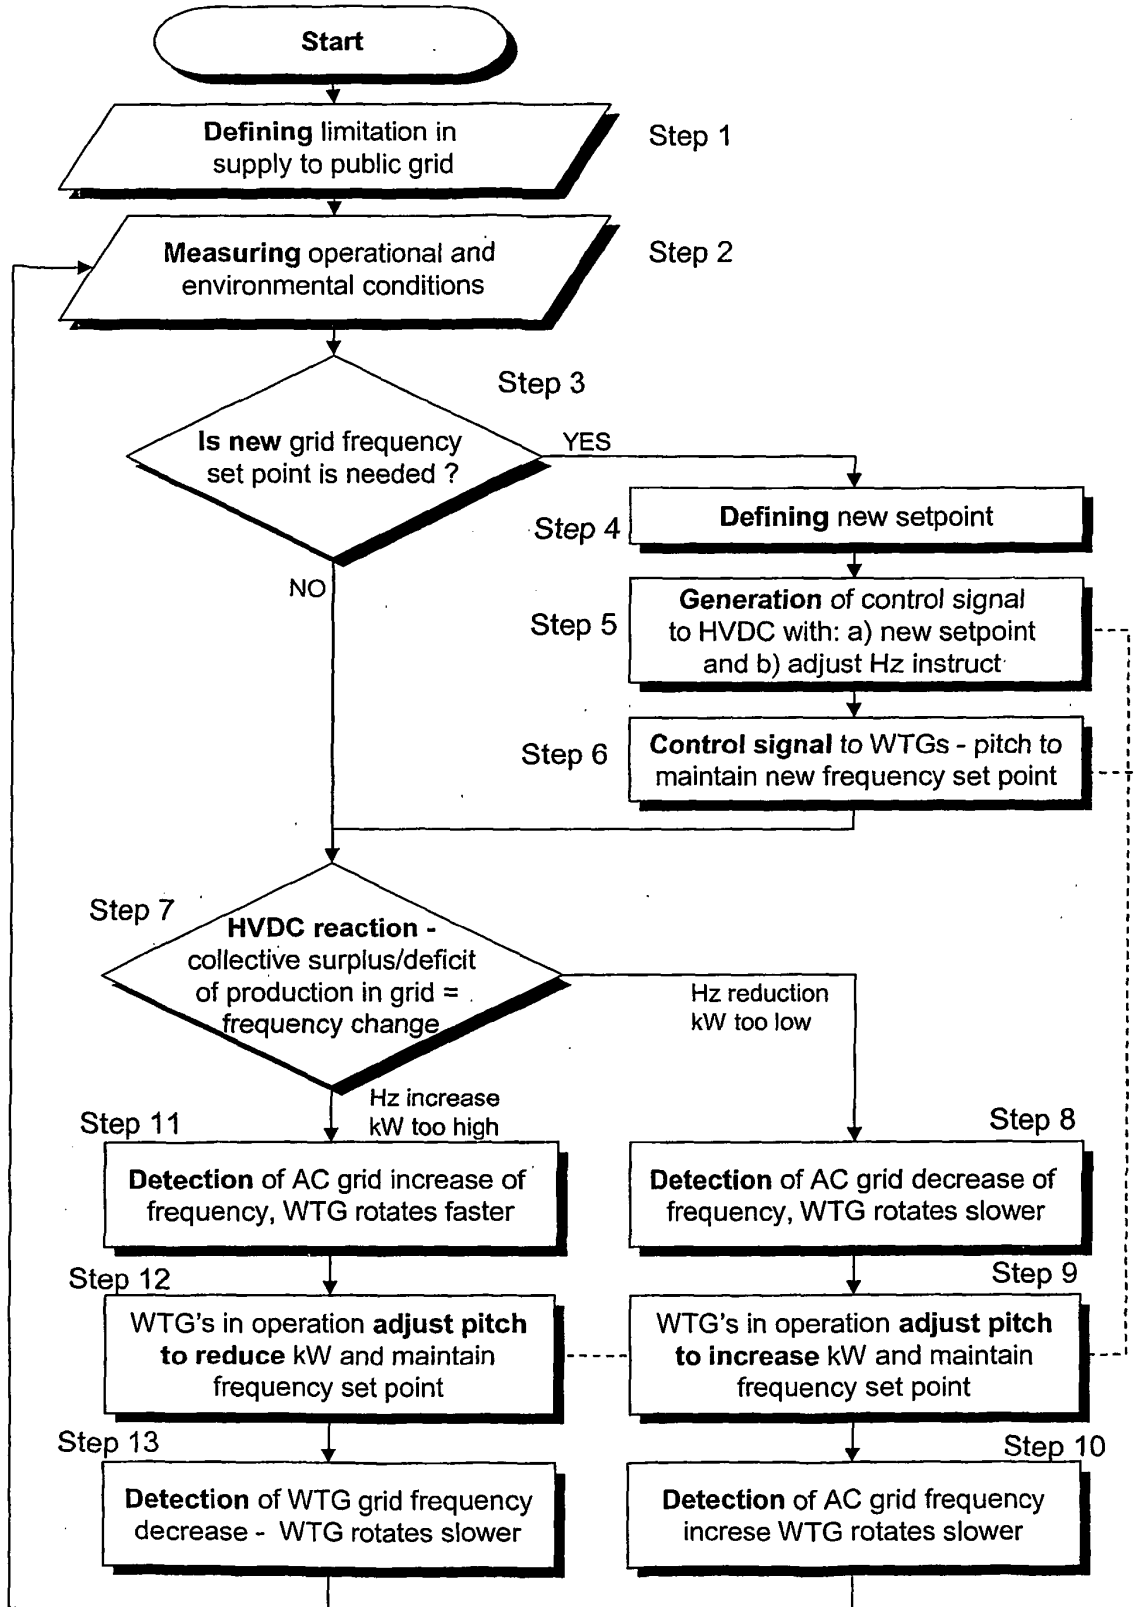 Start
Defining limitation in
supply to public grid
Step 1
Measuring operational and
environmental conditions
Step 2
Step 3
Is new grid frequency
set point is needed ?
YES
NO
Step 4
Defining new setpoint
Step 5
Generation of control signal
to HVDC with: a) new setpoint
and b) adjust Hz instruct
Step 6
Control signal to WTGs - pitch to
maintain new frequency set point
Step 7
HVDC reaction -
collective surplus/deficit
of production in grid =
frequency change
Hz reduction
kW too low
Hz increase
kW too high
Step 11
Detection of AC grid increase of
frequency, WTG rotates faster
Step 8
Detection of AC grid decrease of
frequency, WTG rotates slower
Step 12
WTG's in operation adjust pitch
to reduce kW and maintain
frequency set point
Step 9
WTG's in operation adjust pitch
to increase kW and maintain
frequency set point
Step 13
Detection of WTG grid frequency
decrease - WTG rotates slower
Step 10
Detection of AC grid frequency
increse WTG rotates slower